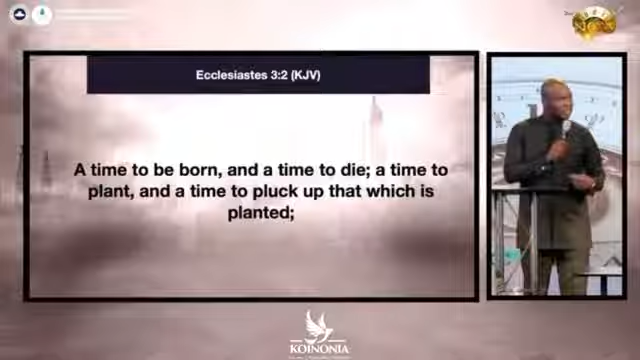 Ecclesiastes 3:2 (KJV)
A time to be born, and a time to die; a time to
plant, and a time to pluck up that which is
planted;
KOINONIA